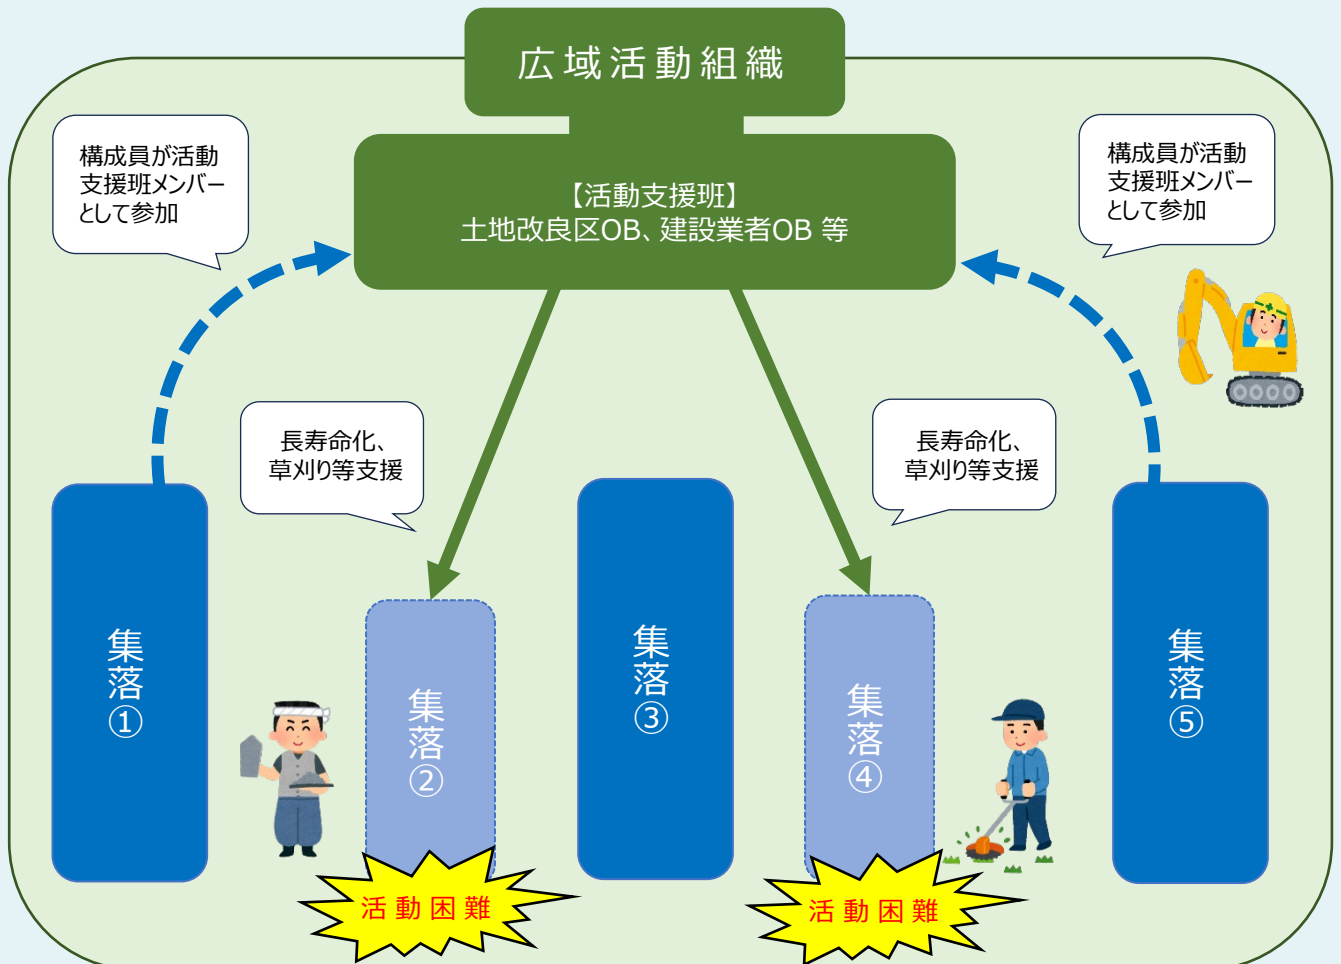 広域活動組織
【活動支援班】
土地改良区OB、建設業者OB 等
構成員が活動
支援班メンバー
として参加
構成員が活動
支援班メンバー
として参加
長寿命化、
草刈り等支援
長寿命化、
草刈り等支援
集落①
集落②
集落③
集落④
集落⑤
活動困難
活動困難